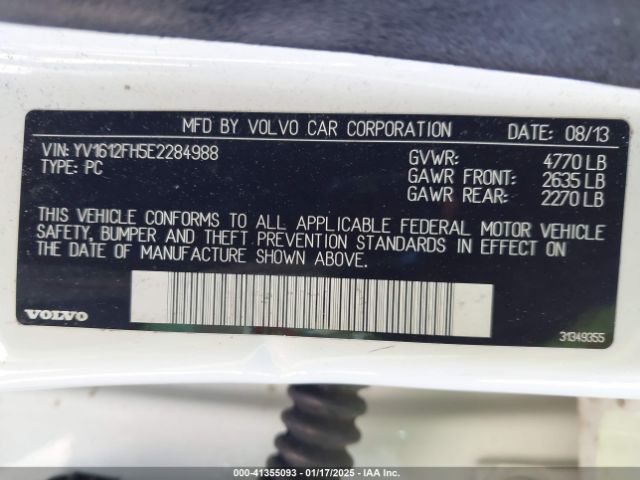 MFD BY VOLVO CAR CORPORATION DATE: 08/13
VIN: YV1612FH5E2284988 GVWR: 4770 LB
TYPE: PC GAWR FRONT: 2635 LB
GAWR REAR: 2270 LB
THIS VEHICLE CONFORMS TO ALL APPLICABLE FEDERAL MOTOR VEHICLE
SAFETY, BUMPER AND THEFT PREVENTION STANDARDS IN EFFECT ON
THE DATE OF MANUFACTURE SHOWN ABOVE.
VOLVO 31349355
000-41355093 — 01/17/2025 — IAA Inc.